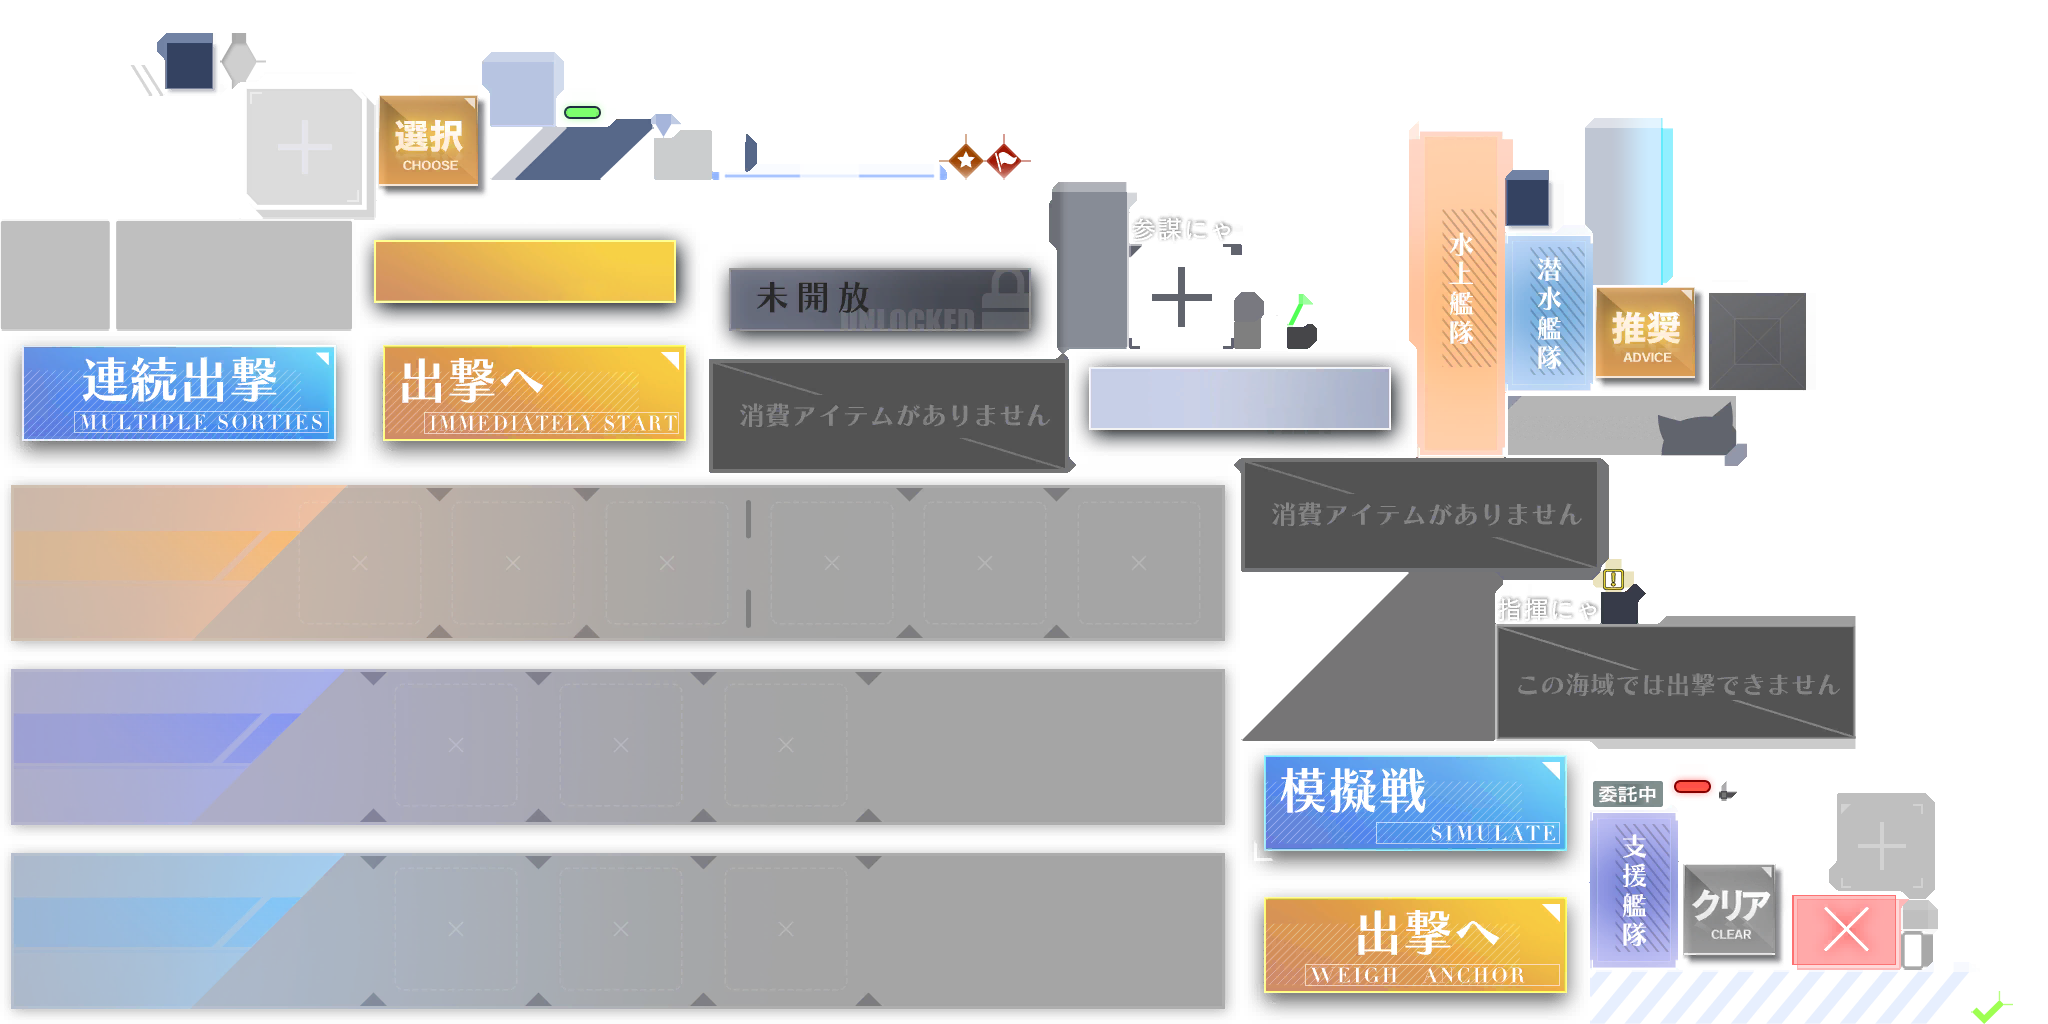 選択
CHOOSE
参謀にゃ
水上艦隊
潜水艦隊
未開放
UNLOCKED
推奨
ADVICE
連続出撃
MULTIPLE SORTIES
出撃へ
IMMEDIATELY START
消費アイテムがありません
消費アイテムがありません
指揮にゃ
この海域では出撃できません
模擬戦
SIMULATE
委託中
支援艦隊
クリア
CLEAR
出撃へ
WEIGH ANCHOR